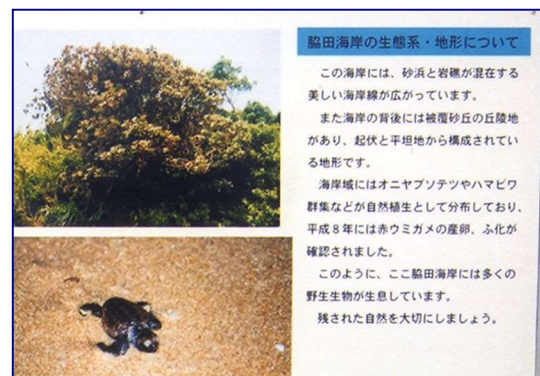 脇田海岸の生態系・地形について
この海岸には、砂浜と岩礁が混在する
美しい海岸線が広がっています。
また海岸の背後には被覆砂丘の丘陵地
があり、起伏と平坦地から構成されてい
る地形です。
海岸域にはオニヤブソテツやハマビワ
群集などが自然植生として分布しており、
平成８年には赤ウミガメの産卵、ふ化が
確認されました。
このように、ここ脇田海岸には多くの
野生生物が生息しています。
残された自然を大切にしましょう。